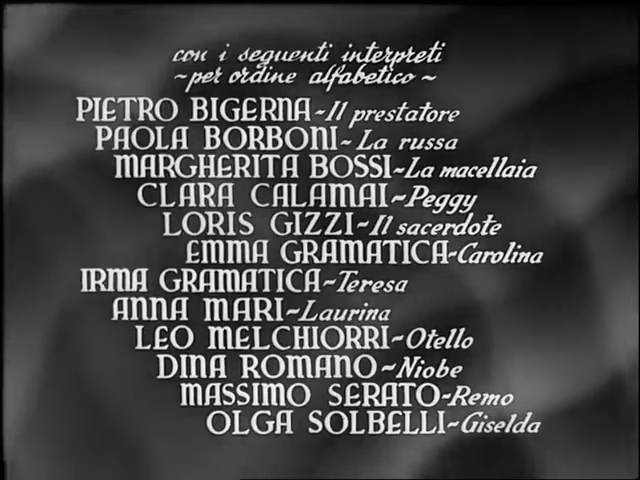 con i seguenti interpreti
~per ordine alfabetico~
PIETRO BIGERNA~Il prestatore
PAOLA BORBONI~La russa
MARGHERITA BOSSI~La macellaia
CLARA CALAMAI~Peggy
LORIS GIZZI~Il sacerdote
EMMA GRAMATICA~Carolina
IRMA GRAMATICA~Teresa
ANNA MARI~Laurina
LEO MELCHIORRI~Otello
DINA ROMANO~Niobe
MASSIMO SERATO~Remo
OLGA SOLBELLI~Giselda